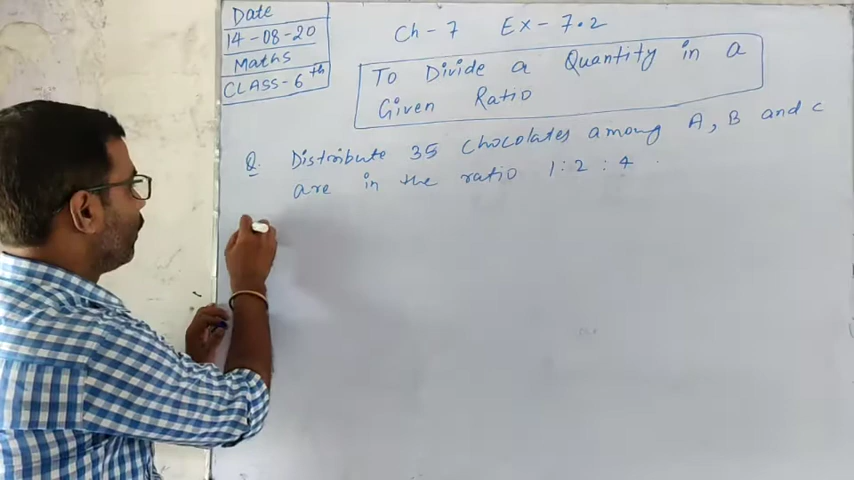 Date
14-08-20
Maths
CLASS-6th
Ch-7 Ex-7.2
To Divide a Quantity in a
Given Ratio
Q. Distribute 35 chocolates among A, B and C
are in the ratio 1:2:4